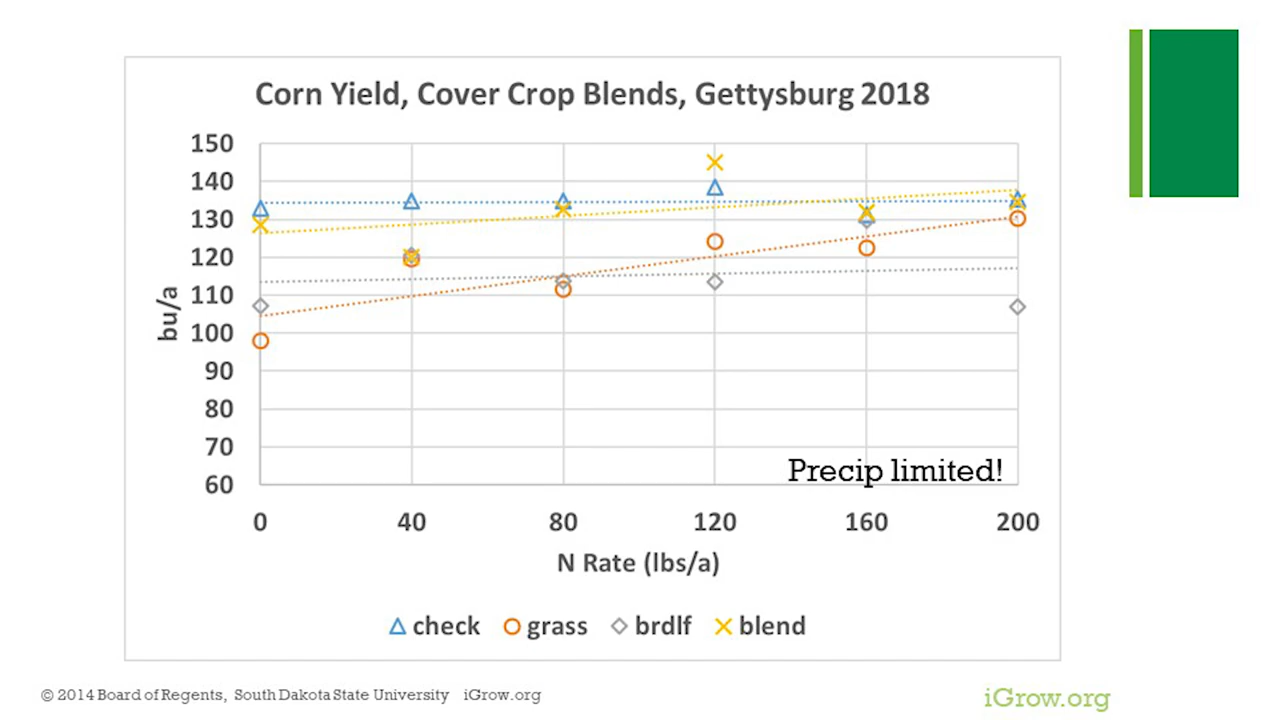 Corn Yield, Cover Crop Blends, Gettysburg 2018
150
140
130
120
110
100
90
80
70
60
bu/a
Precip limited!
0 40 80 120 160 200
N Rate (lbs/a)
check grass brdlf blend
© 2014 Board of Regents, South Dakota State University iGrow.org
iGrow.org